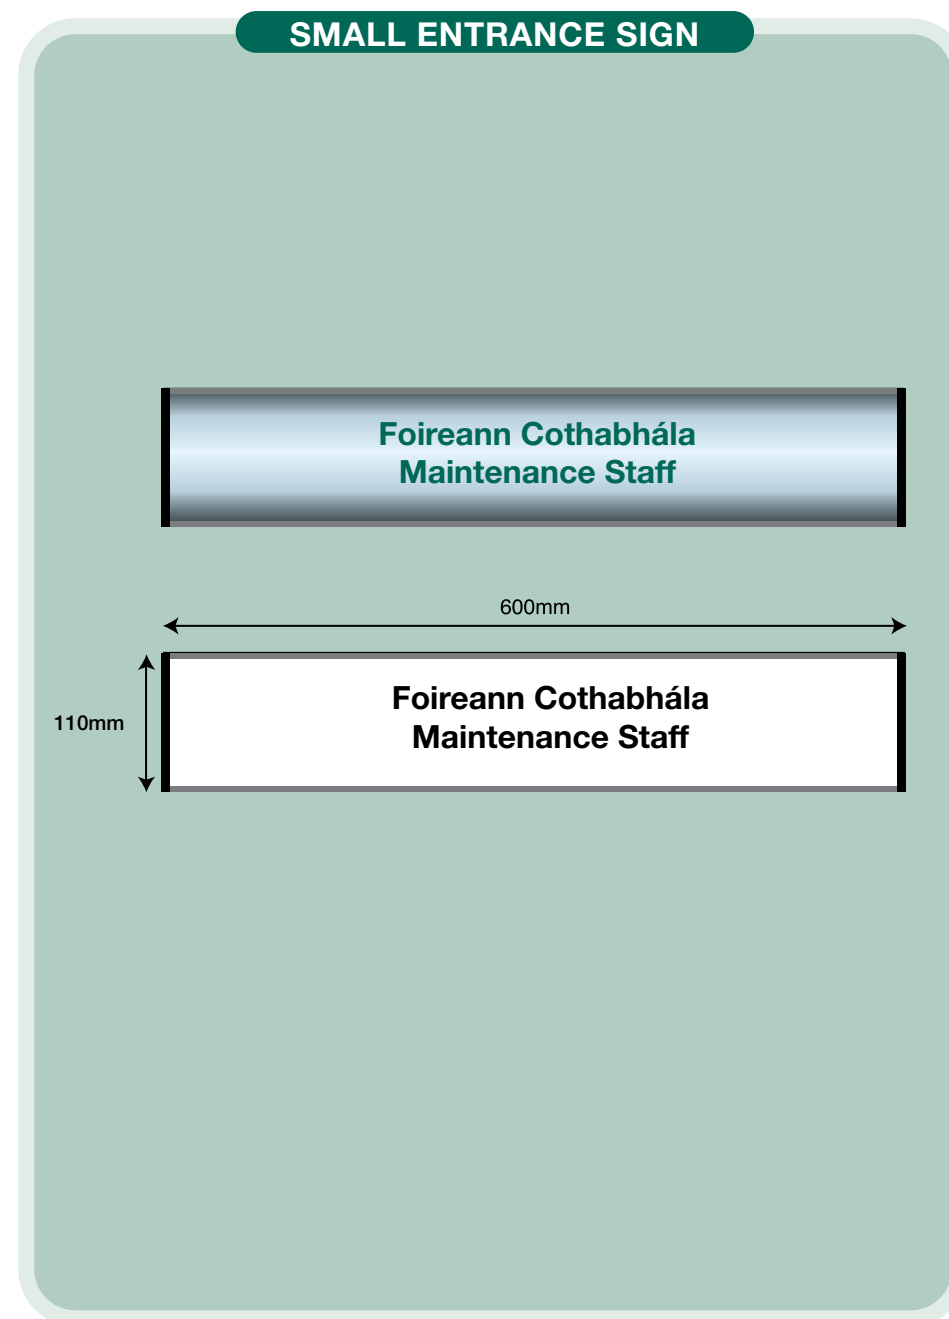 SMALL ENTRANCE SIGN
Foireann Cothabhála
Maintenance Staff
600mm
110mm
Foireann Cothabhála
Maintenance Staff